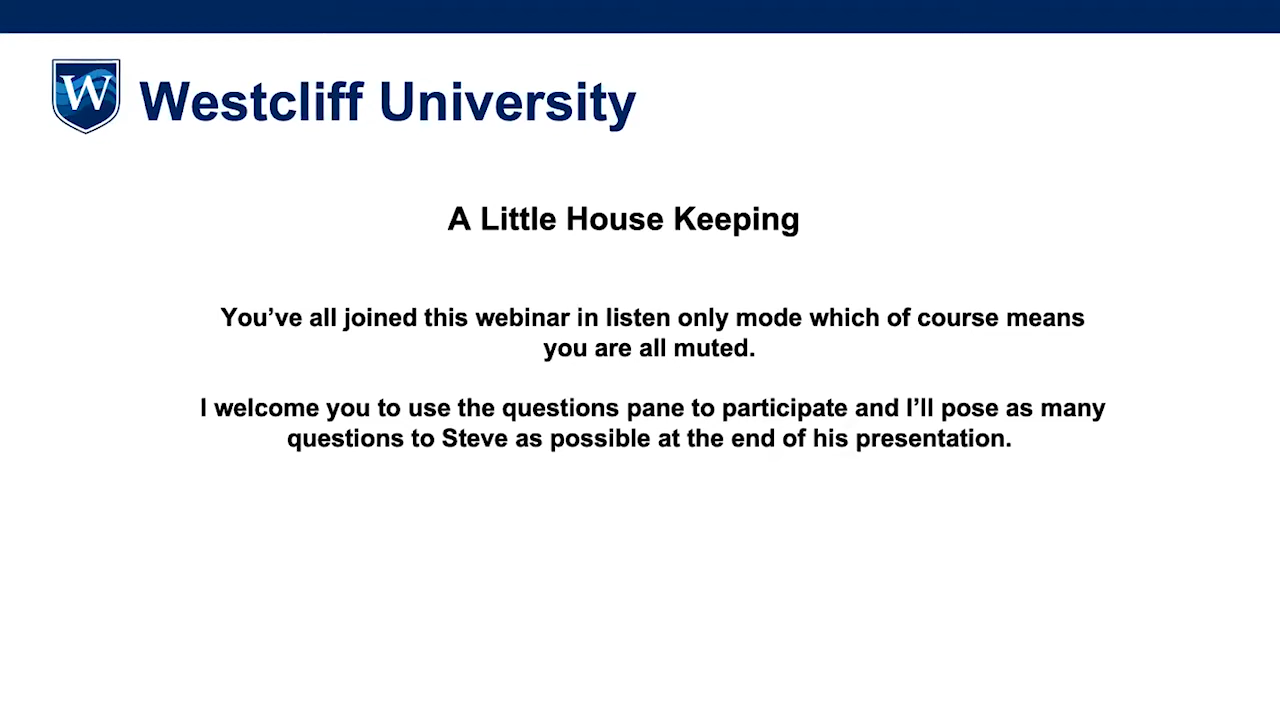 W
Westcliff University
A Little House Keeping
You’ve all joined this webinar in listen only mode which of course means
you are all muted.
I welcome you to use the questions pane to participate and I’ll pose as many
questions to Steve as possible at the end of his presentation.